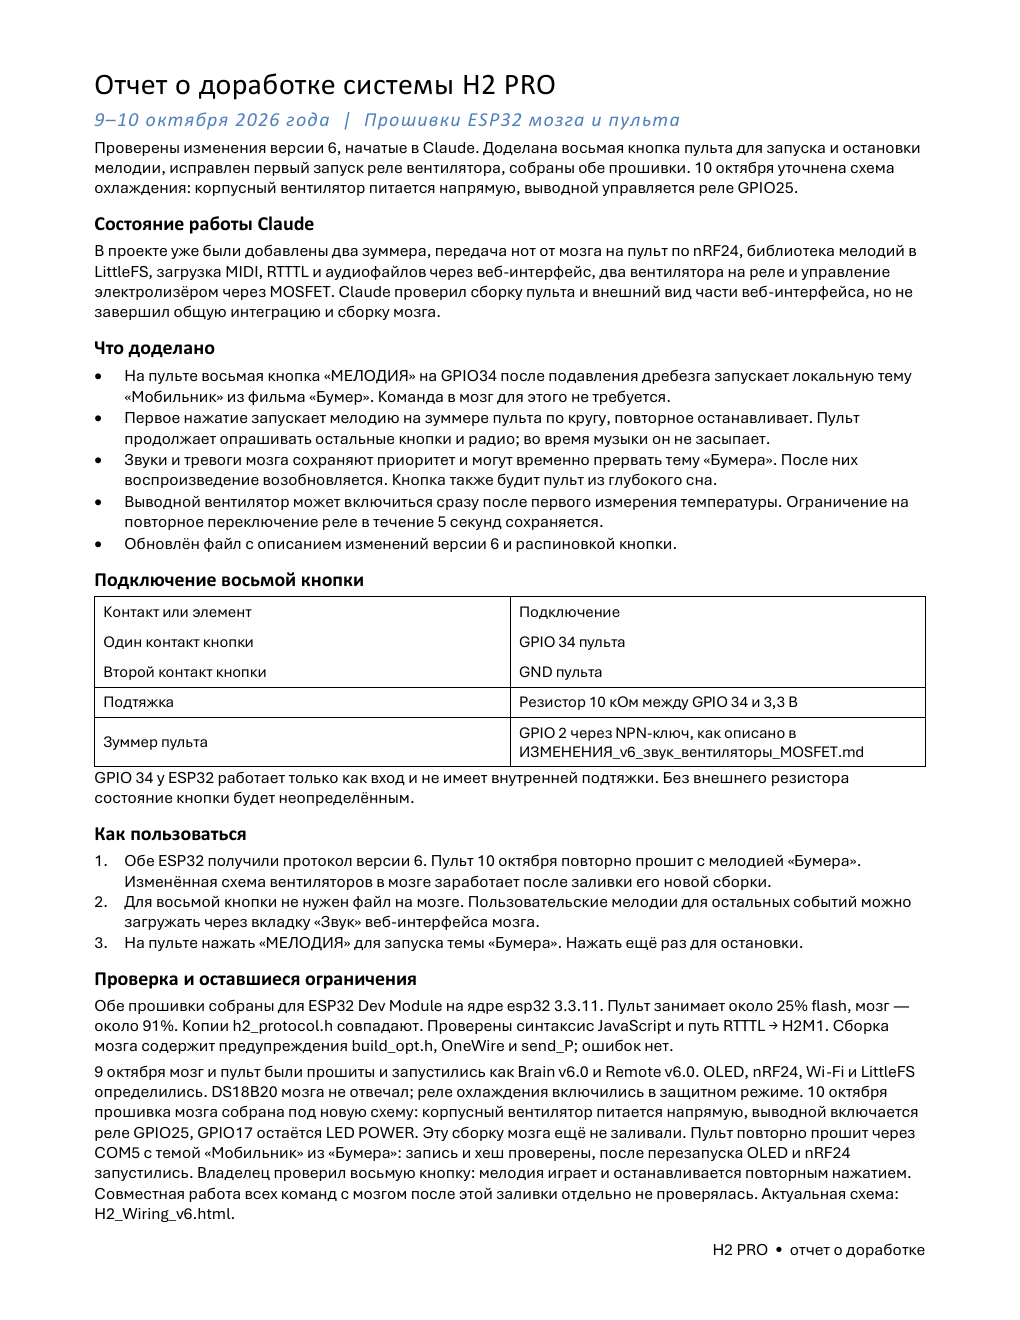 Отчет о доработке системы H2 PRO
9–10 октября 2026 года | Прошивки ESP32 мозга и пульта
Проверены изменения версии 6, начатые в Claude. Доделана восьмая кнопка пульта для запуска и остановки
мелодии, исправлен первый запуск реле вентилятора, собраны обе прошивки. 10 октября уточнена схема
охлаждения: корпусный вентилятор питается напрямую, выводной управляется реле GPIO25.
Состояние работы Claude
В проекте уже были добавлены два зуммера, передача нот от мозга на пульт по nRF24, библиотека мелодий в
LittleFS, загрузка MIDI, RTTTL и аудиофайлов через веб-интерфейс, два вентилятора на реле и управление
электролизёром через MOSFET. Claude проверил сборку пульта и внешний вид части веб-интерфейса, но не
завершил общую интеграцию и сборку мозга.
Что доделано
• На пульте восьмая кнопка «МЕЛОДИЯ» на GPIO34 после подавления дребезга запускает локальную тему
«Мобильник» из фильма «Бумер». Команда в мозг для этого не требуется.
• Первое нажатие запускает мелодию на зуммере пульта по кругу, повторное останавливает. Пульт
продолжает опрашивать остальные кнопки и радио; во время музыки он не засыпает.
• Звуки и тревоги мозга сохраняют приоритет и могут временно прервать тему «Бумера». После них
воспроизведение возобновляется. Кнопка также будит пульт из глубокого сна.
• Выводной вентилятор может включиться сразу после первого измерения температуры. Ограничение на
повторное переключение реле в течение 5 секунд сохраняется.
• Обновлён файл с описанием изменений версии 6 и распиновкой кнопки.
Подключение восьмой кнопки
Контакт или элемент Подключение
Один контакт кнопки GPIO 34 пульта
Второй контакт кнопки GND пульта
Подтяжка Резистор 10 кОм между GPIO 34 и 3,3 В
Зуммер пульта GPIO 2 через NPN-ключ, как описано в
ИЗМЕНЕНИЯ_v6_звук_вентиляторы_MOSFET.md
GPIO 34 у ESP32 работает только как вход и не имеет внутренней подтяжки. Без внешнего резистора
состояние кнопки будет неопределённым.
Как пользоваться
1. Обе ESP32 получили протокол версии 6. Пульт 10 октября повторно прошит с мелодией «Бумера».
Изменённая схема вентиляторов в мозге заработает после заливки его новой сборки.
2. Для восьмой кнопки не нужен файл на мозге. Пользовательские мелодии для остальных событий можно
загружать через вкладку «Звук» веб-интерфейса мозга.
3. На пульте нажать «МЕЛОДИЯ» для запуска темы «Бумера». Нажать ещё раз для остановки.
Проверка и оставшиеся ограничения
Обе прошивки собраны для ESP32 Dev Module на ядре esp32 3.3.11. Пульт занимает около 25% flash, мозг —
около 91%. Копии h2_protocol.h совпадают. Проверены синтаксис JavaScript и путь RTTTL → H2M1. Сборка
мозга содержит предупреждения build_opt.h, OneWire и send_P; ошибок нет.
9 октября мозг и пульт были прошиты и запустились как Brain v6.0 и Remote v6.0. OLED, nRF24, Wi-Fi и LittleFS
определились. DS18B20 мозга не отвечал; реле охлаждения включились в защитном режиме. 10 октября
прошивка мозга собрана под новую схему: корпусный вентилятор питается напрямую, выводной включается
реле GPIO25, GPIO17 остаётся LED POWER. Эту сборку мозга ещё не заливали. Пульт повторно прошит через
COM5 с темой «Мобильник» из «Бумера»: запись и хеш проверены, после перезапуска OLED и nRF24
запустились. Владелец проверил восьмую кнопку: мелодия играет и останавливается повторным нажатием.
Совместная работа всех команд с мозгом после этой заливки отдельно не проверялась. Актуальная схема:
H2_Wiring_v6.html.
H2 PRO • отчет о доработке